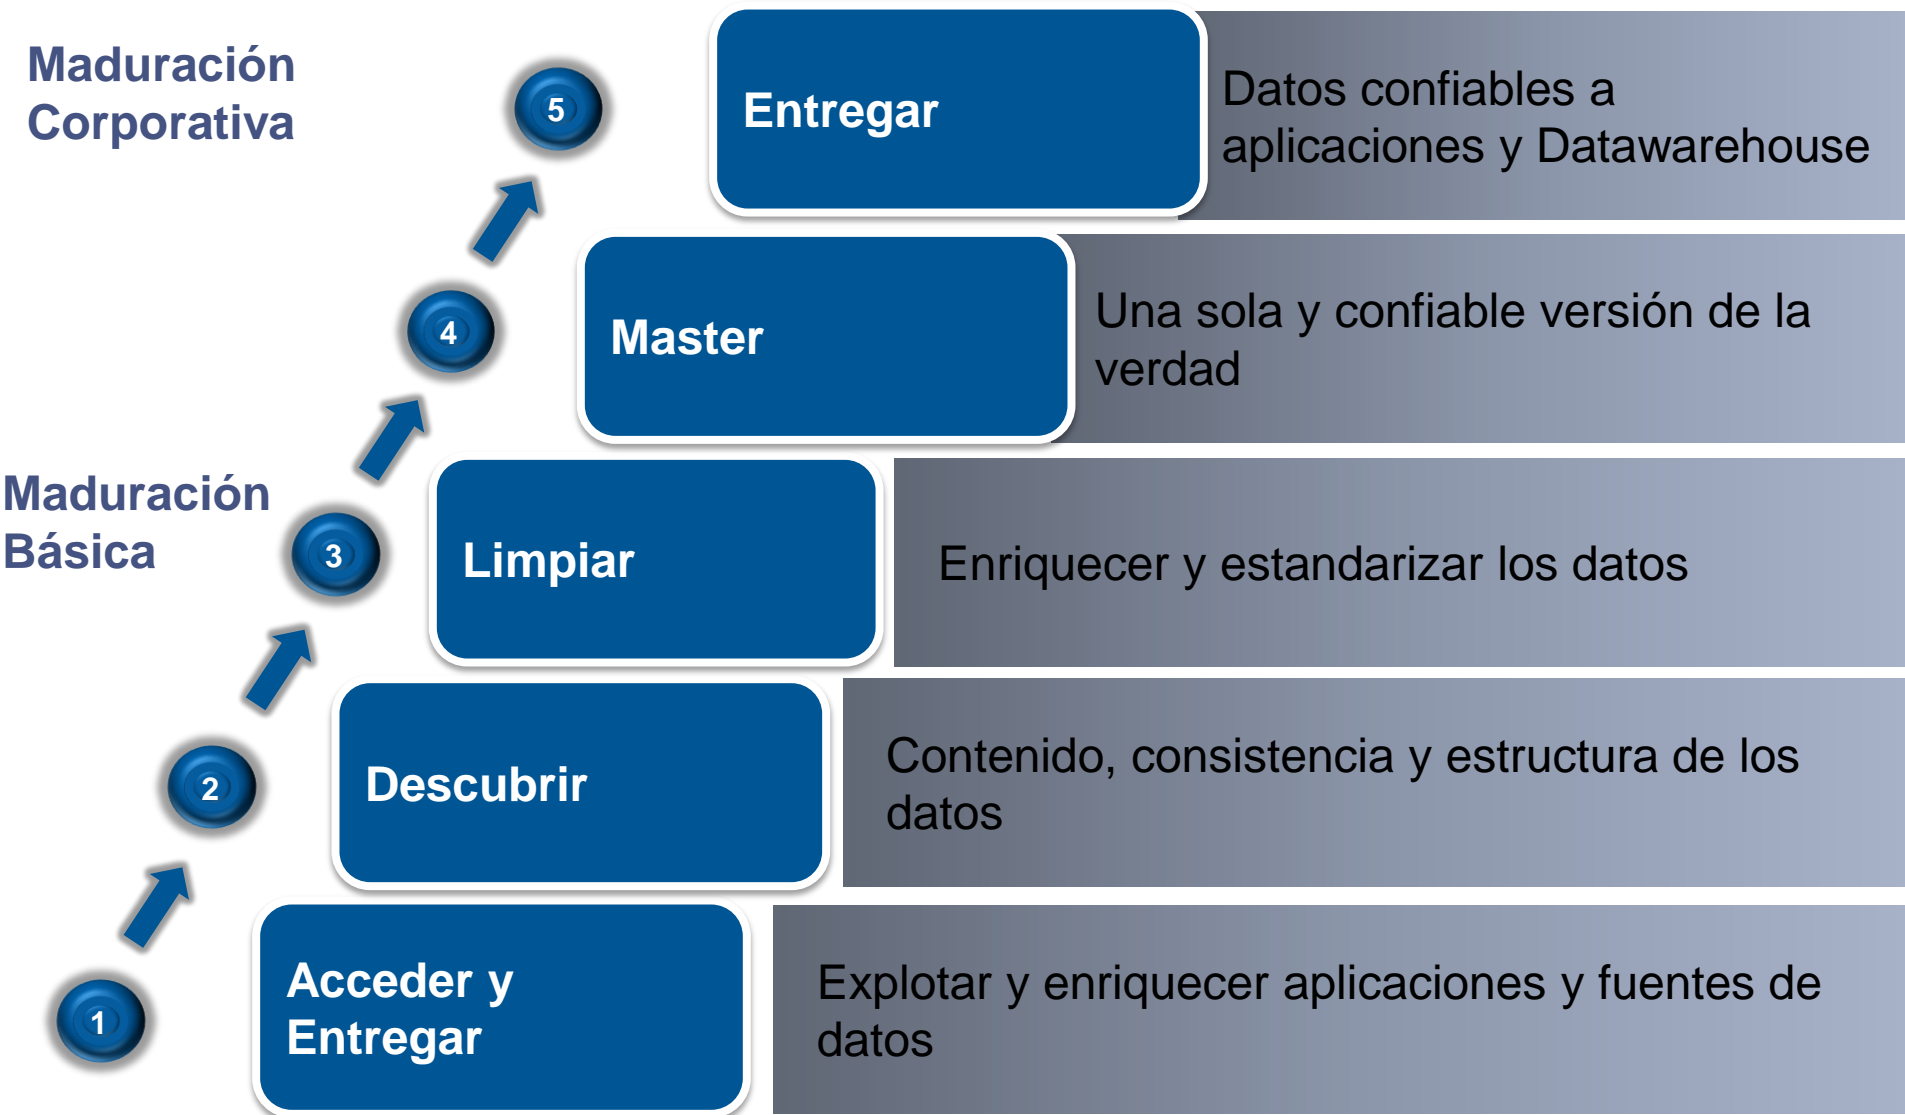 Maduración
Corporativa
5
Entregar
Datos confiables a
aplicaciones y Datawarehouse
4
Master
Una sola y confiable versión de la
verdad
Maduración
Básica
3
Limpiar
Enriquecer y estandarizar los datos
2
Descubrir
Contenido, consistencia y estructura de los
datos
1
Acceder y
Entregar
Explotar y enriquecer aplicaciones y fuentes de
datos